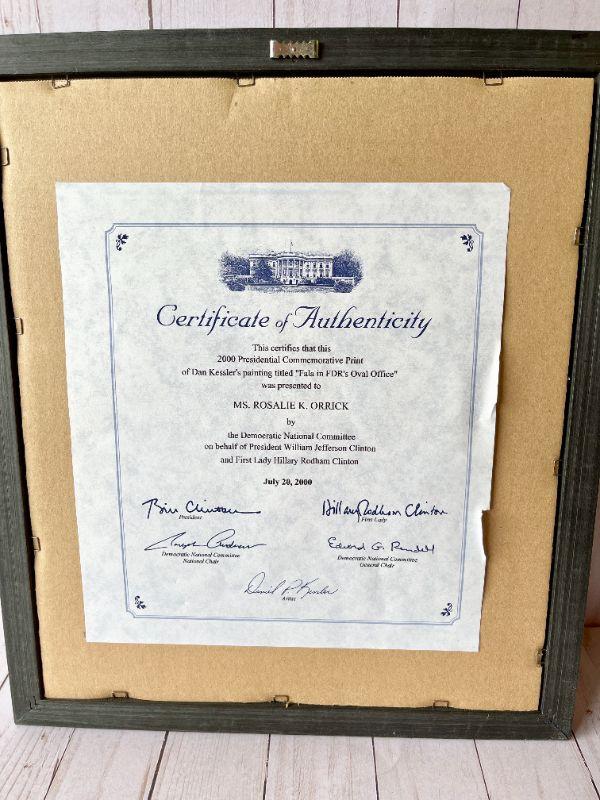 Certificate of Authenticity
This certifies that this
2000 Presidential Commemorative Print
of Dan Kessler's painting titled "Fala in FDR's Oval Office"
was presented to
MS. ROSALIE K. ORRICK
by
the Democratic National Committee
on behalf of President William Jefferson Clinton
and First Lady Hillary Rodham Clinton
July 20, 2000
Bill Clinton Hillary Rodham Clinton
President First Lady
Edward G. Rendell
Democratic National Committee Democratic National Committee
National Chair General Chair
Daniel P. Kessler
Artist